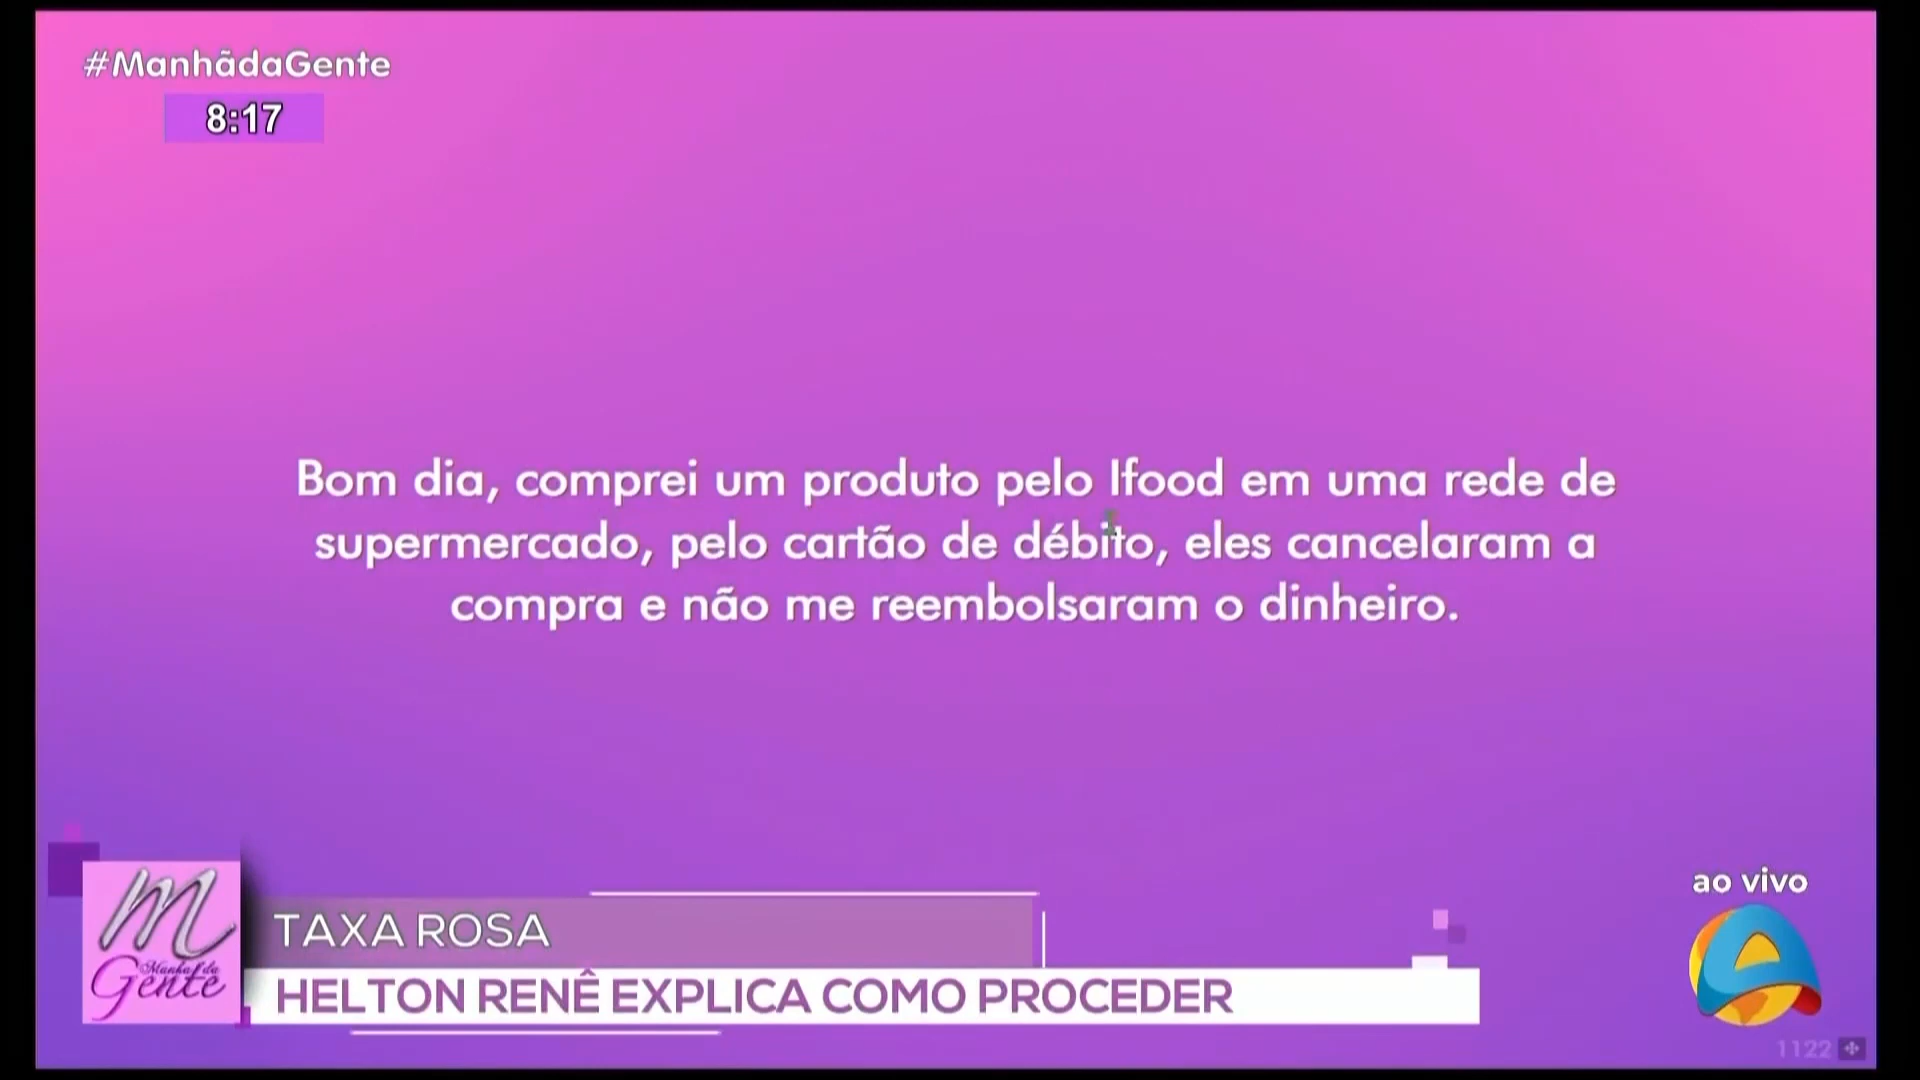 #ManhãdaGente
8:17
Bom dia, comprei um produto pelo Ifood em uma rede de
supermercado, pelo cartão de débito, eles cancelaram a
compra e não me reembolsaram o dinheiro.
ao vivo
M
Manhã da
Gente
TAXA ROSA
HELTON RENÊ EXPLICA COMO PROCEDER
1122